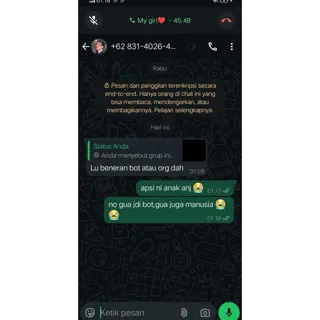 01.18
My girl❤️ - 45.48
+62 831-4026-4...
Rabu
Pesan dan panggilan terenkripsi secara
end-to-end. Hanya orang di chat ini yang
bisa membaca, mendengarkan, atau
membagikannya. Pelajari selengkapnya
Hari ini
Status Anda
@ Anda menyebut grup ini.
Lu beneran bot atau org dah
01.09
apsi ni anak anj 😭
01.17
no gua jdi bot,gua juga manusia 😭
😭
01.18
Ketik pesan